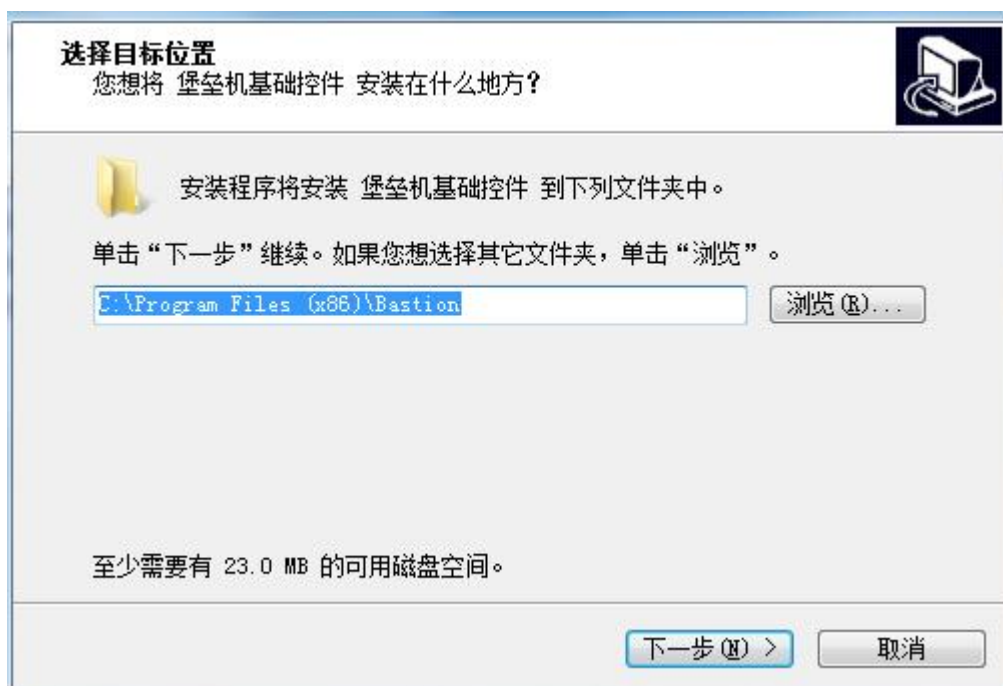 选择目标位置
您想将 堡垒机基础控件 安装在什么地方?
安装程序将安装 堡垒机基础控件 到下列文件夹中。
单击“下一步”继续。如果您想选择其它文件夹，单击“浏览”。
C:\Program Files (x86)\Bastion
浏览(R)...
至少需要有 23.0 MB 的可用磁盘空间。
下一步(N) >
取消